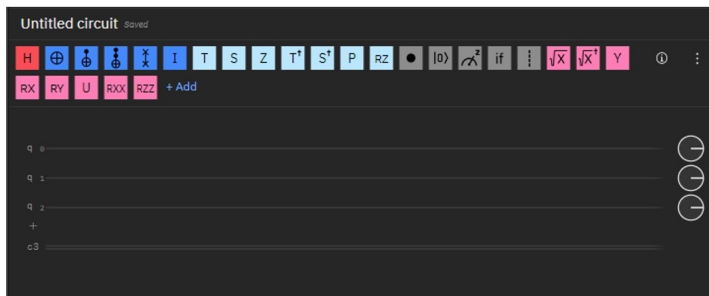 Untitled circuit Saved
H I T S Z T† S† P RZ |0⟩ z if √X √X† Y
RX RY U RXX RZZ + Add
q 0
q 1
q 2
+
c3